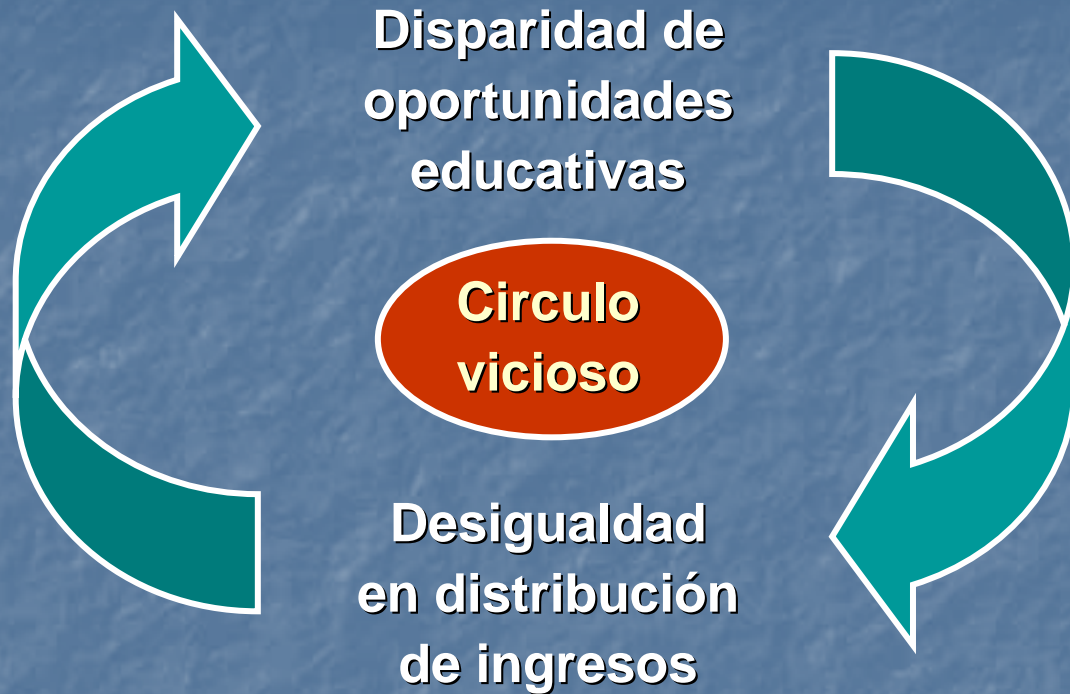 Disparidad de
oportunidades
educativas
Circulo
vicioso
Desigualdad
en distribución
de ingresos